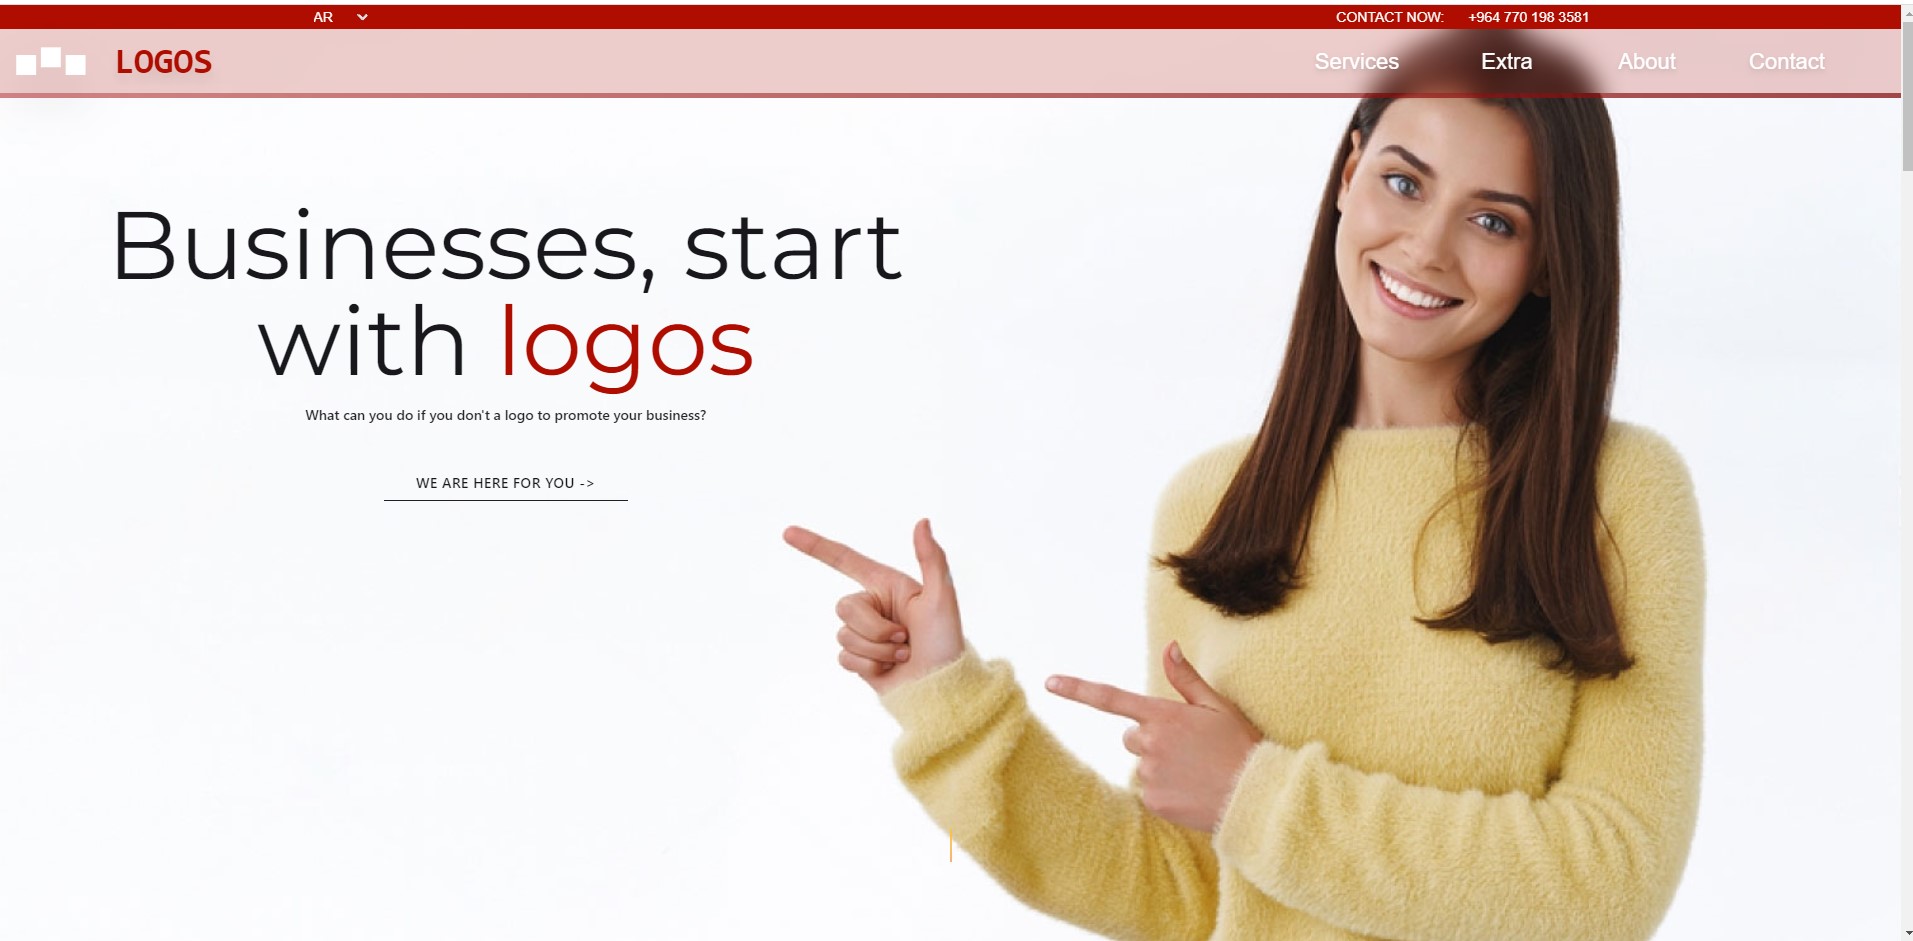 AR
CONTACT NOW: +964 770 198 3581
LOGOS
Services Extra About Contact
Businesses, start
with logos
What can you do if you don't a logo to promote your business?
WE ARE HERE FOR YOU ->